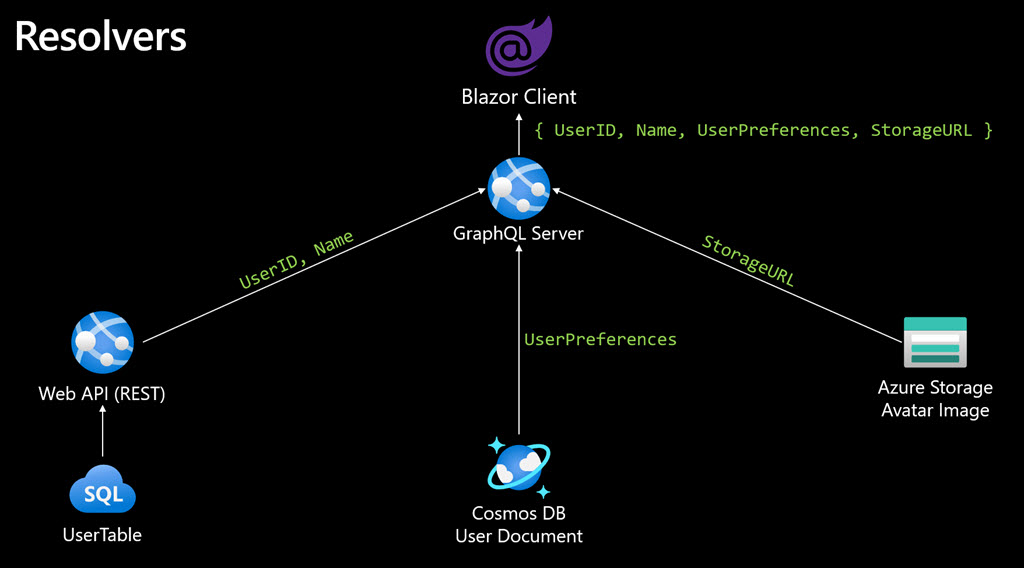 Resolvers
Blazor Client
{ UserID, Name, UserPreferences, StorageURL }
GraphQL Server
UserID, Name
StorageURL
UserPreferences
Web API (REST)
Azure Storage
Avatar Image
SQL
UserTable
Cosmos DB
User Document